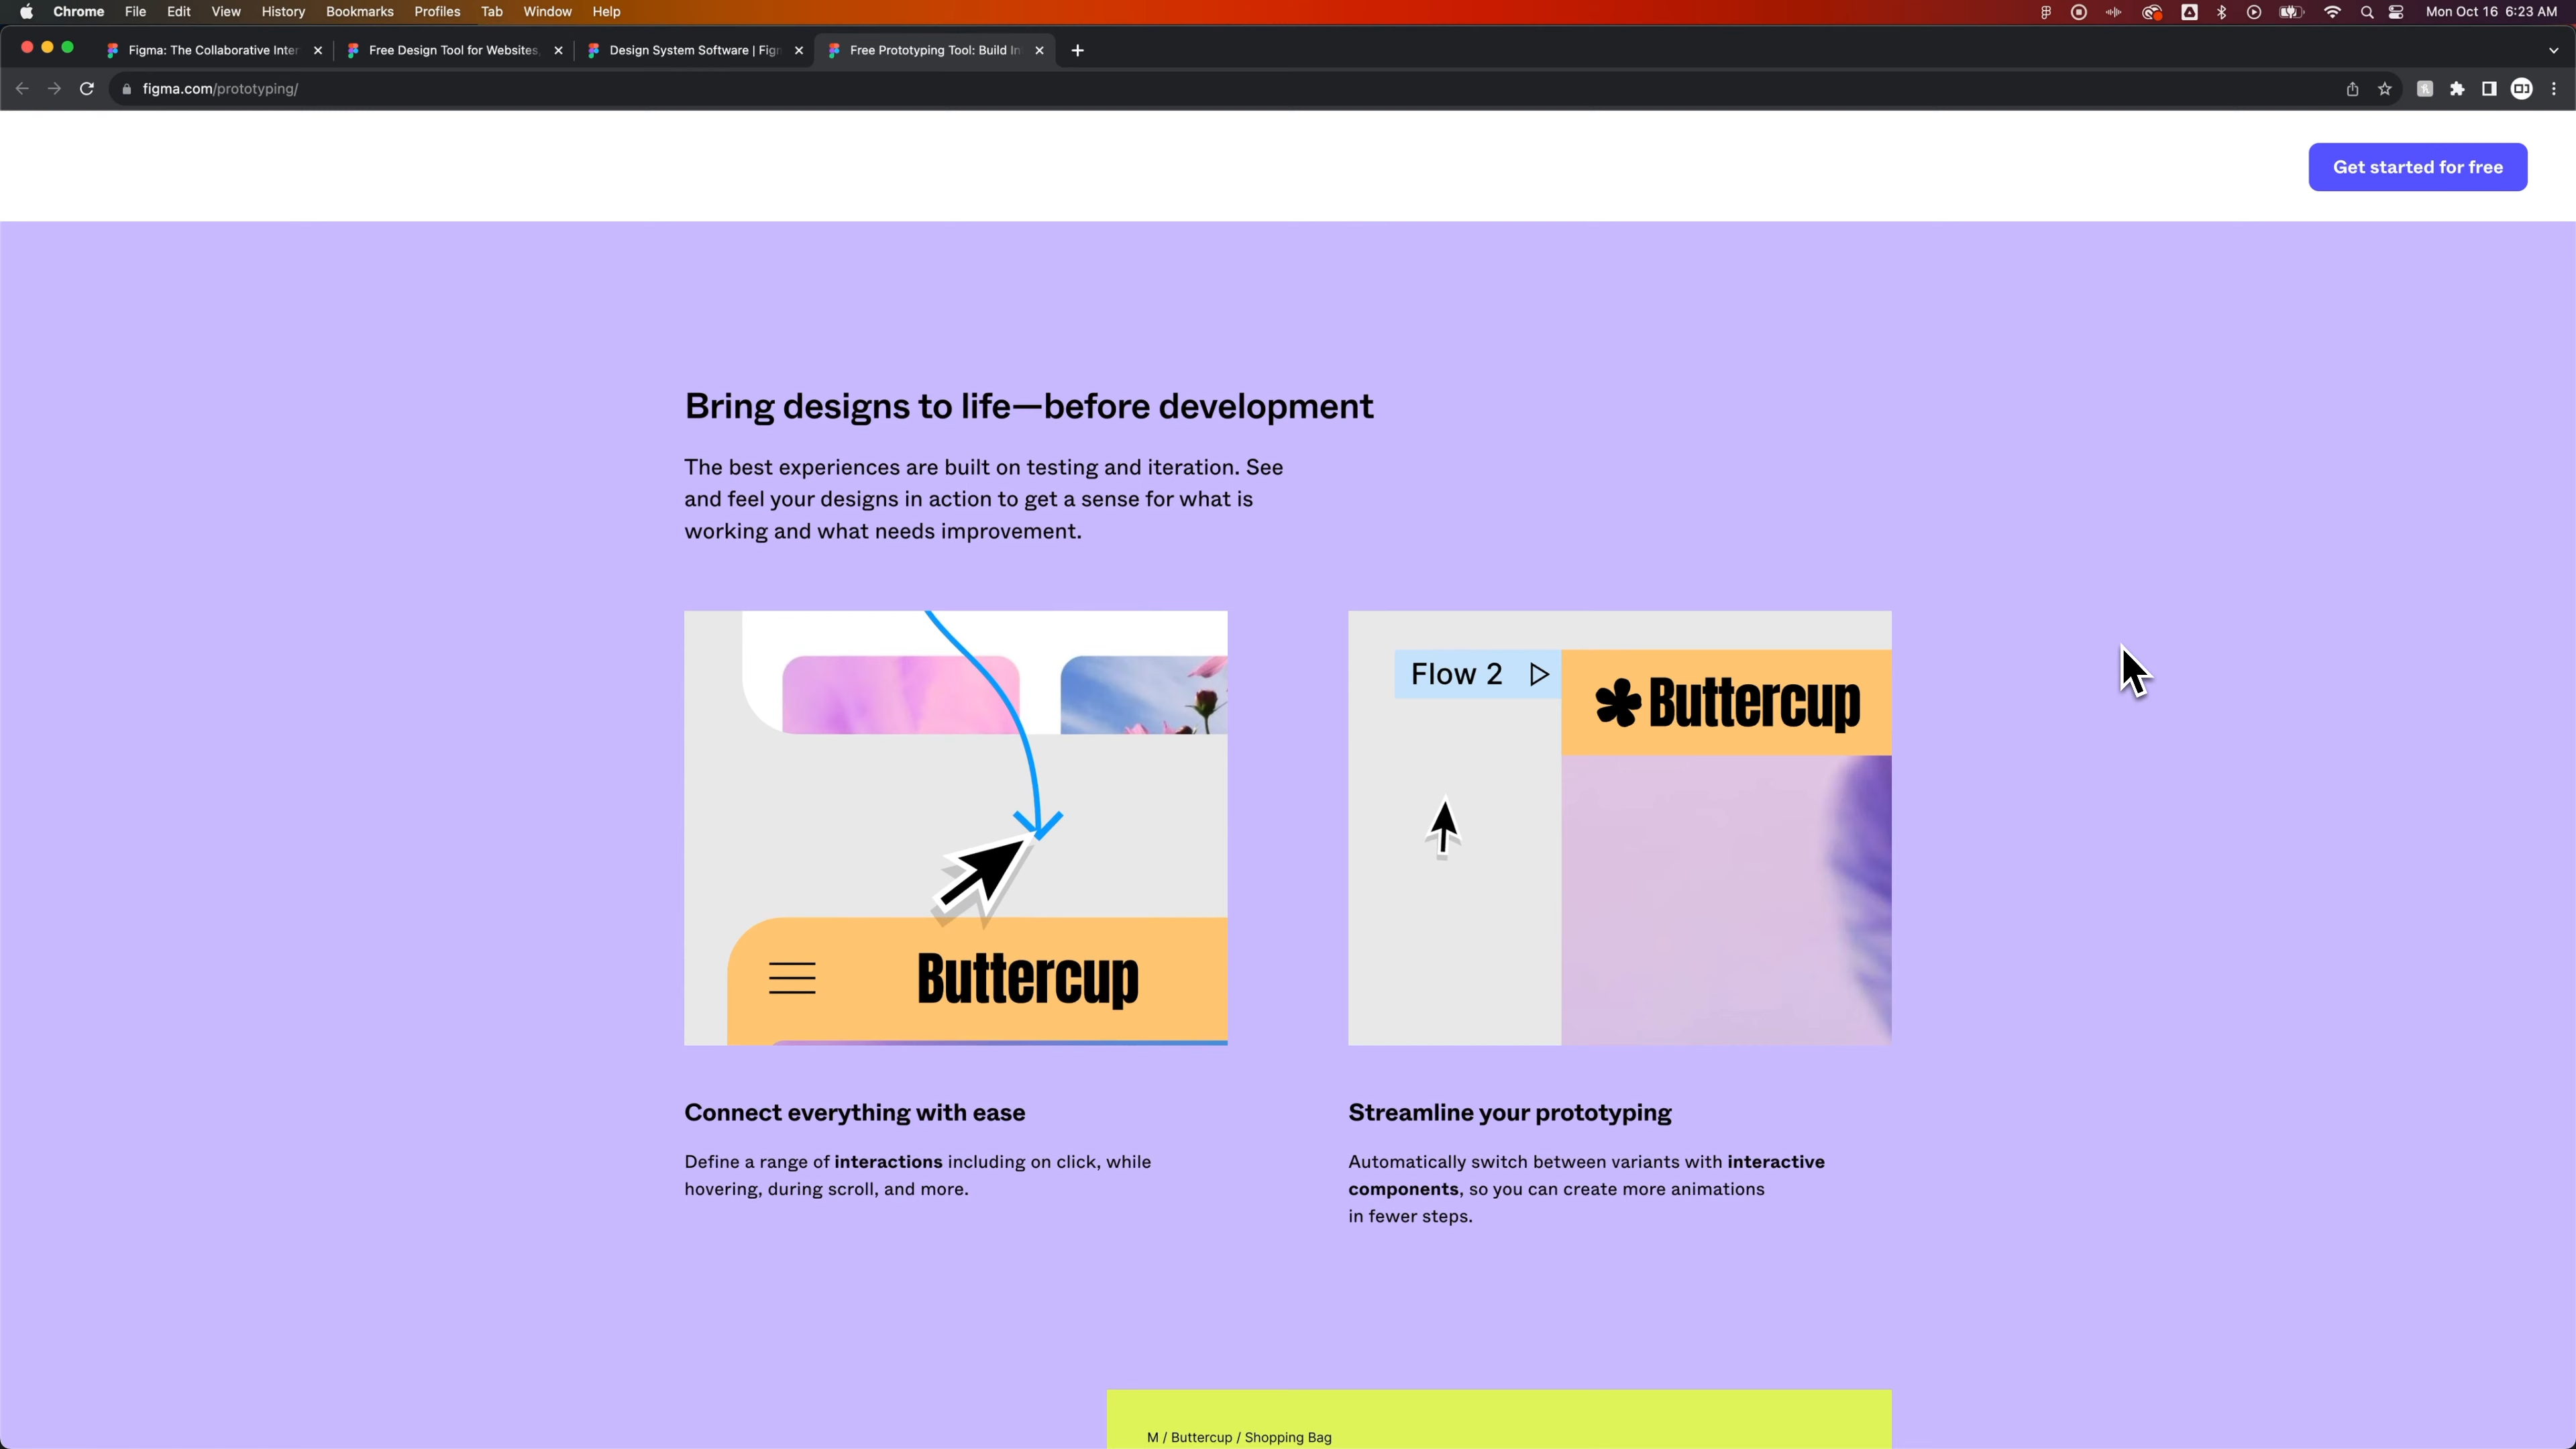 Chrome File Edit View History Bookmarks Profiles Tab Window Help Mon Oct 16 6:23 AM
Figma: The Collaborative Inter Free Design Tool for Websites, Design System Software | Figm Free Prototyping Tool: Build In
figma.com/prototyping/
Get started for free
Bring designs to life—before development
The best experiences are built on testing and iteration. See
and feel your designs in action to get a sense for what is
working and what needs improvement.
Buttercup
Flow 2
Buttercup
Connect everything with ease
Define a range of interactions including on click, while
hovering, during scroll, and more.
Streamline your prototyping
Automatically switch between variants with interactive
components, so you can create more animations
in fewer steps.
M / Buttercup / Shopping Bag